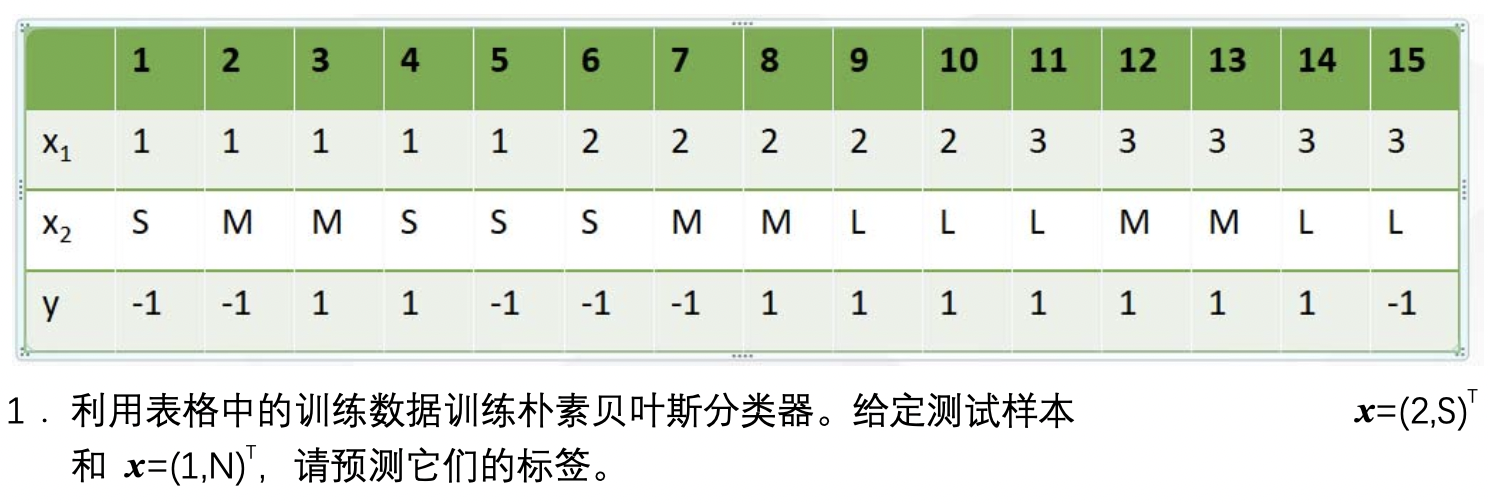 1 2 3 4 5 6 7 8 9 10 11 12 13 14 15
x₁ 1 1 1 1 1 2 2 2 2 2 3 3 3 3 3
x₂ S M M S S S M M L L L M M L L
y -1 -1 1 1 -1 -1 -1 1 1 1 1 1 1 1 -1
1. 利用表格中的训练数据训练朴素贝叶斯分类器。给定测试样本 x=(2,S)ᵀ
和 x=(1,N)ᵀ, 请预测它们的标签。